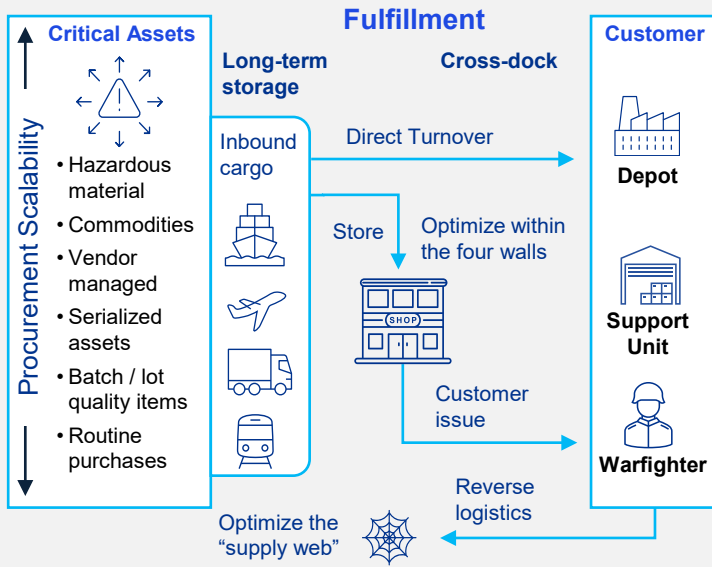 Fulfillment
Critical Assets
Customer
Long-term
storage
Cross-dock
Procurement Scalability
• Hazardous
material
• Commodities
• Vendor
managed
• Serialized
assets
• Batch / lot
quality items
• Routine
purchases
Inbound
cargo
Direct Turnover
Store
Optimize within
the four walls
SHOP
Customer
issue
Depot
Support
Unit
Warfighter
Reverse
logistics
Optimize the
“supply web”